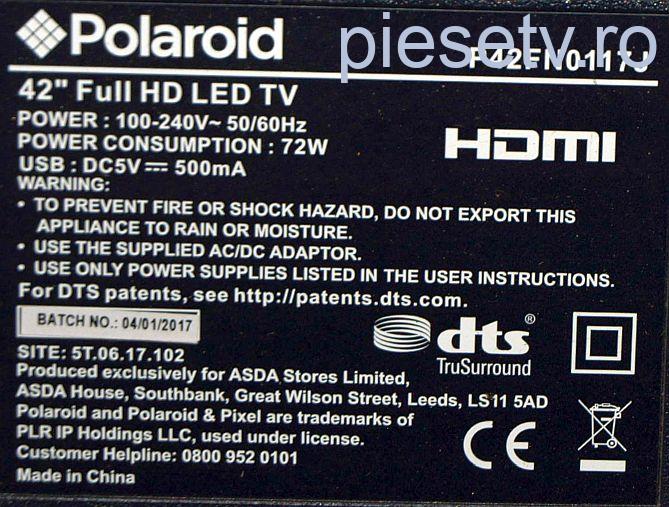 Polaroid
piesetv.ro
42" Full HD LED TV
POWER : 100-240V~ 50/60Hz
POWER CONSUMPTION : 72W
USB : DC5V 500mA
HDMI
WARNING:
• TO PREVENT FIRE OR SHOCK HAZARD, DO NOT EXPORT THIS
APPLIANCE TO RAIN OR MOISTURE.
• USE THE SUPPLIED AC/DC ADAPTOR.
• USE ONLY POWER SUPPLIES LISTED IN THE USER INSTRUCTIONS.
For DTS patents, see http://patents.dts.com.
BATCH NO.: 04/01/2017
dts®
TruSurround
SITE: 5T.06.17.102
Produced exclusively for ASDA Stores Limited,
ASDA House, Southbank, Great Wilson Street, Leeds, LS11 5AD
Polaroid and Polaroid & Pixel are trademarks of
PLR IP Holdings LLC, used under license.
Customer Helpline: 0800 952 0101
Made in China
CE